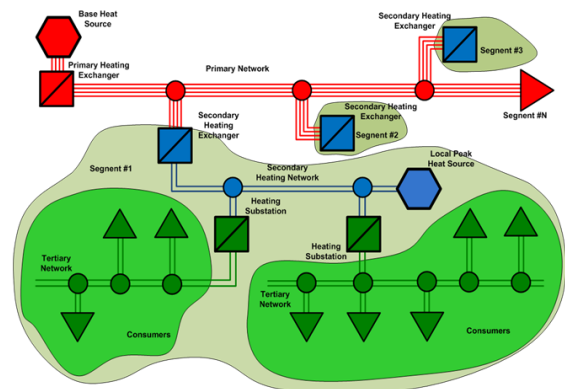 Base Heat
Source
Primary Heating
Exchanger
Primary Network
Secondary Heating
Exchanger
Segnent #3
Segnent #N
Secondary Heating
Exchanger
Segnent #2
Secondary
Heating
Exchanger
Segnent #1
Secondary
Heating Network
Local Peak
Heat Source
Heating
Substation
Heating
Substation
Tertiary
Network
Consumers
Tertiary
Network
Consumers